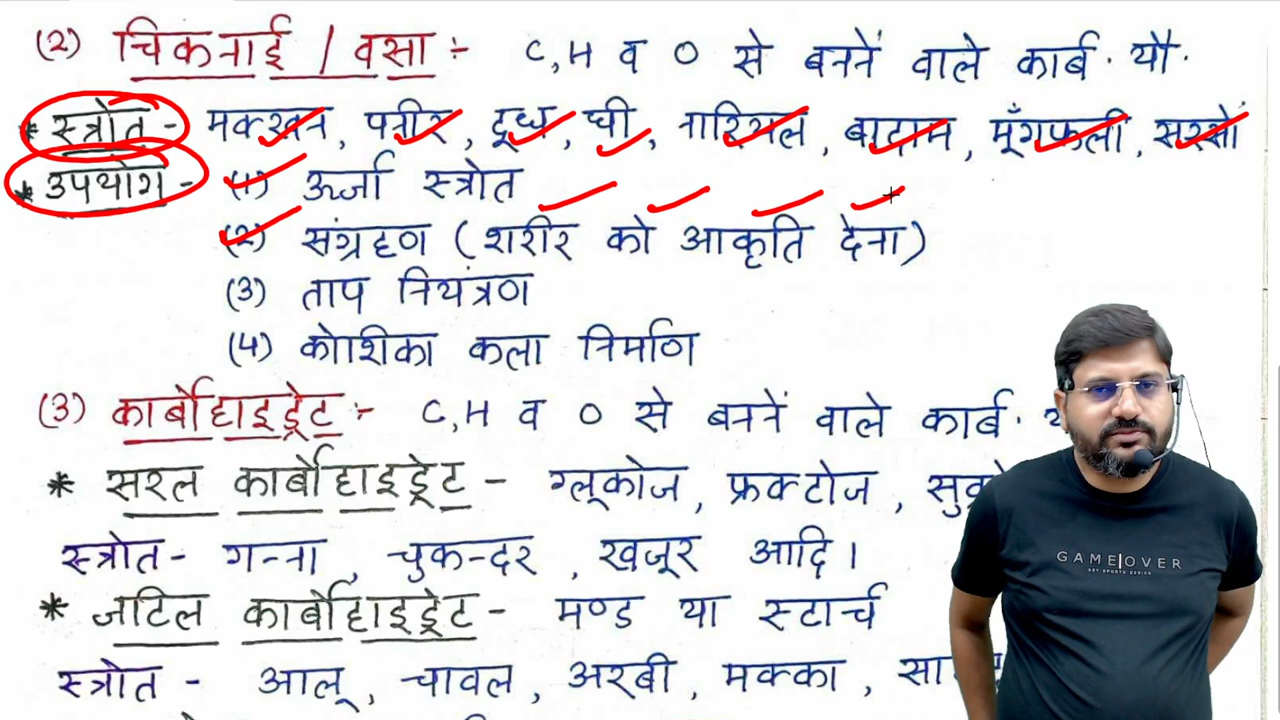 (2) चिकनाई / वसा :- C, H व O से बननें वाले कार्ब. यौ.
* स्त्रोत - मक्खन, पनीर, दूध, घी, नारियल, बादाम, मूँगफली, सरसों
* उपयोग - (1) ऊर्जा स्त्रोत
(2) संग्रहण (शरीर को आकृति देना)
(3) ताप नियंत्रण
(4) कोशिका कला निर्माण
(3) कार्बोहाइड्रेट :- C, H व O से बननें वाले कार्ब.
* सरल कार्बोहाइड्रेट - ग्लूकोज, फ्रक्टोज,
स्त्रोत - गन्ना, चुकन्दर, खजूर आदि।
* जटिल कार्बोहाइड्रेट - मण्ड या स्टार्च
स्त्रोत - आलू, चावल, अरबी, मक्का,
GAME OVER